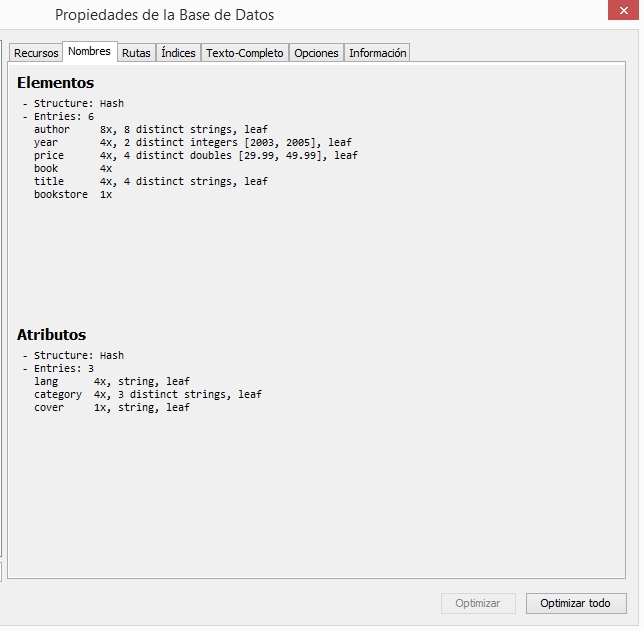 Propiedades de la Base de Datos
Recursos Nombres Rutas Índices Texto-Completo Opciones Información
Elementos
- Structure: Hash
- Entries: 6
author 8x, 8 distinct strings, leaf
year 4x, 2 distinct integers [2003, 2005], leaf
price 4x, 4 distinct doubles [29.99, 49.99], leaf
book 4x
title 4x, 4 distinct strings, leaf
bookstore 1x
Atributos
- Structure: Hash
- Entries: 3
lang 4x, string, leaf
category 4x, 3 distinct strings, leaf
cover 1x, string, leaf
Optimizar Optimizar todo